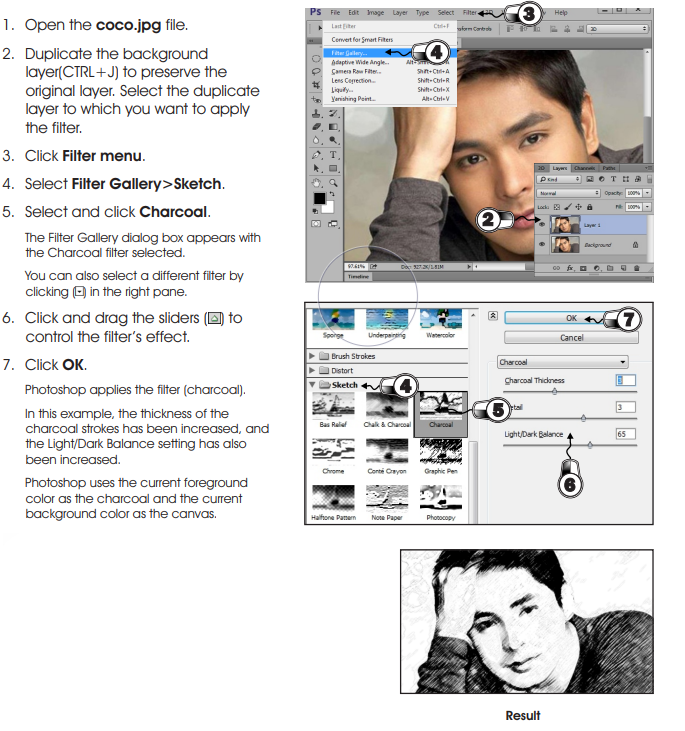 1. Open the coco.jpg file.
2. Duplicate the background
layer(CTRL+J) to preserve the
original layer. Select the duplicate
layer to which you want to apply
the filter.
3. Click Filter menu.
4. Select Filter Gallery>Sketch.
5. Select and click Charcoal.
The Filter Gallery dialog box appears with
the Charcoal filter selected.
You can also select a different filter by
clicking () in the right pane.
6. Click and drag the sliders () to
control the filter's effect.
7. Click OK.
Photoshop applies the filter (charcoal).
In this example, the thickness of the
charcoal strokes has been increased, and
the Light/Dark Balance setting has also
been increased.
Photoshop uses the current foreground
color as the charcoal and the current
background color as the canvas.
Ps File Edit Image Layer Type Select Filter 3 Help
Last Filter Ctrl+F
Convert for Smart Filters
Filter Gallery... 4
Adaptive Wide Angle...
Camera Raw Filter... Shift+Ctrl+A
Lens Correction... Shift+Ctrl+R
Liquify... Shift+Ctrl+X
Vanishing Point... Alt+Ctrl+V
nsform Controls
3D
3D Layers Channels Paths
Kind
Normal Opacity: 100%
Lock: Fill: 100%
2
Layer 1
Background
97.61% Doc: 927.2K/1.81M
Timeline
Sponge Underpainting Watercolor
Brush Strokes
Distort
Sketch 4
Bas Relief Chalk & Charcoal Charcoal
5
Chrome Conté Crayon Graphic Pen
Halftone Pattern Note Paper Photocopy
OK 7
Cancel
Charcoal
Charcoal Thickness
etail 3
Light/Dark Balance 65
6
Result